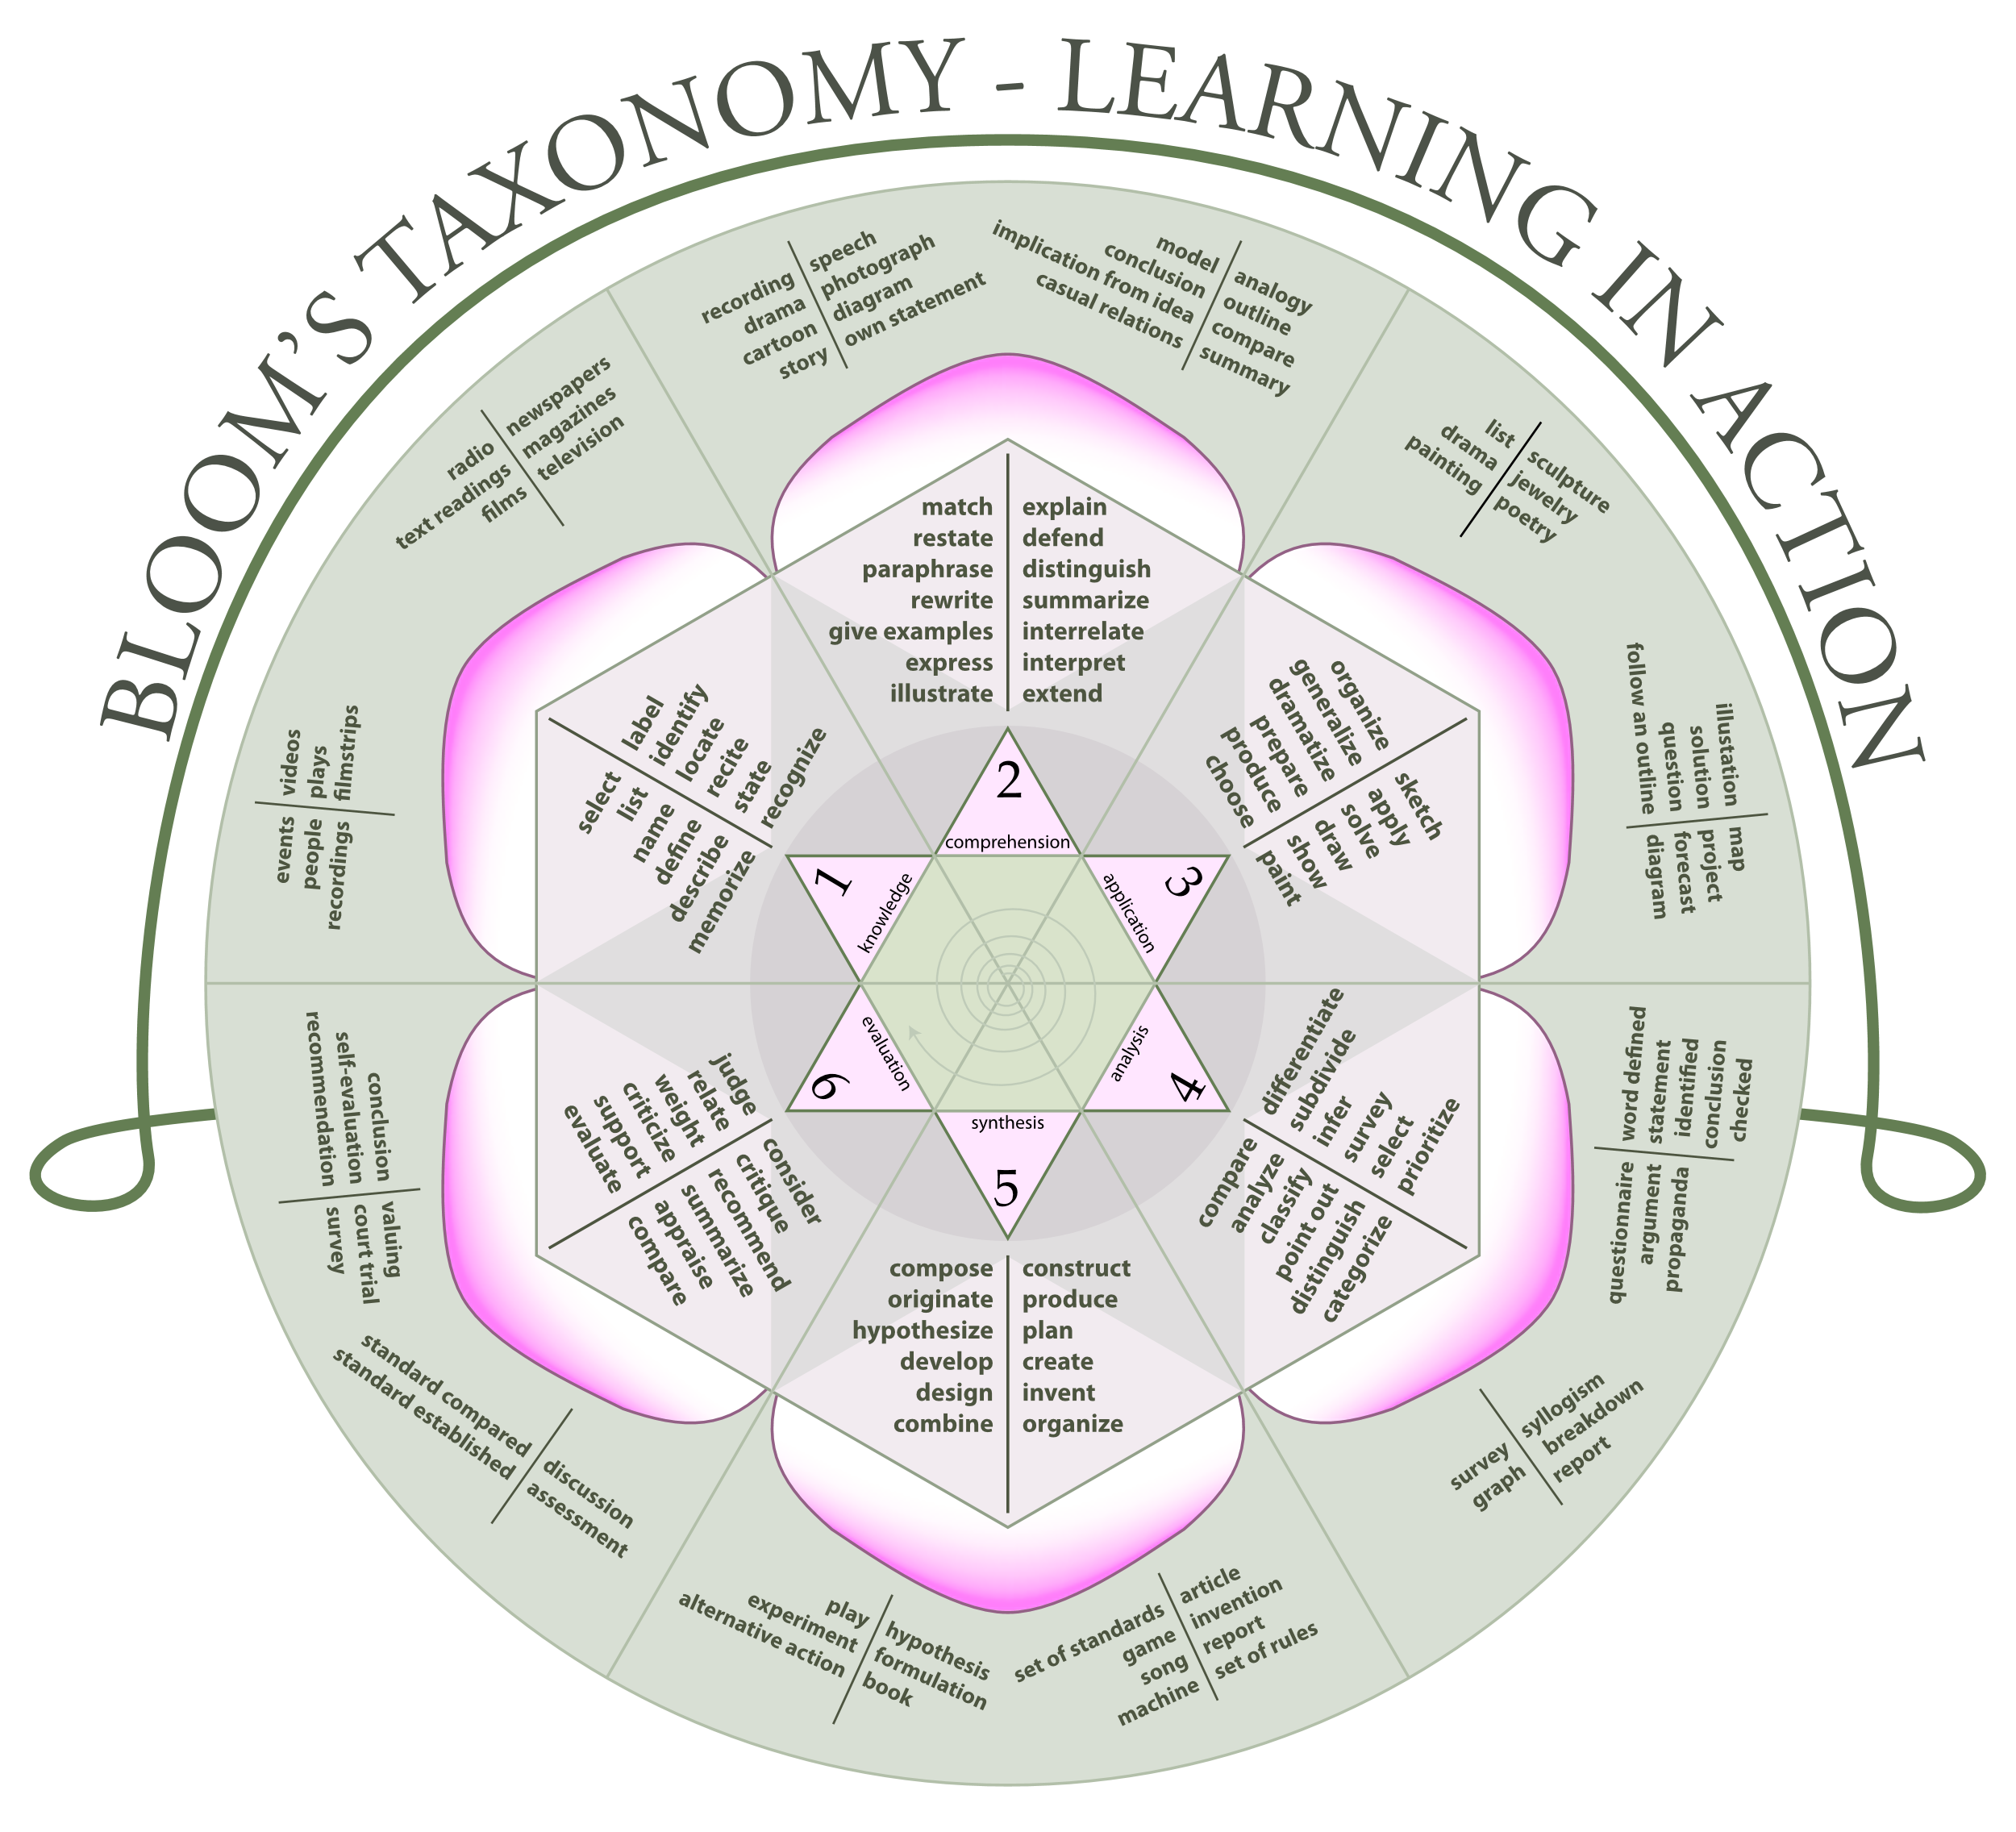 BLOOM'S TAXONOMY - LEARNING IN ACTION
1
knowledge
select
list
name
define
describe
memorize
label
identify
locate
recite
state
recognize
events
people
recordings
videos
plays
filmstrips
radio
text readings
films
newspapers
magazines
television
2
comprehension
match
restate
paraphrase
rewrite
give examples
express
illustrate
explain
defend
distinguish
summarize
interrelate
interpret
extend
recording
drama
cartoon
story
speech
photograph
diagram
own statement
model
conclusion
implication from idea
casual relations
analogy
outline
compare
summary
3
application
organize
generalize
dramatize
prepare
produce
choose
sketch
apply
solve
draw
show
paint
list
drama
painting
sculpture
jewelry
poetry
illustation
solution
question
follow an outline
map
project
forecast
diagram
4
analysis
compare
analyze
classify
point out
distinguish
categorize
differentiate
subdivide
infer
survey
select
prioritize
questionnaire
argument
propaganda
word defined
statement
identified
conclusion
checked
survey
graph
syllogism
breakdown
report
5
synthesis
compose
originate
hypothesize
develop
design
combine
construct
produce
plan
create
invent
organize
set of standards
game
song
machine
article
invention
report
set of rules
play
experiment
alternative action
hypothesis
formulation
book
6
evaluation
judge
relate
weight
criticize
support
evaluate
consider
critique
recommend
summarize
appraise
compare
standard compared
standard established
discussion
assessment
conclusion
self-evaluation
recommendation
valuing
court trial
survey